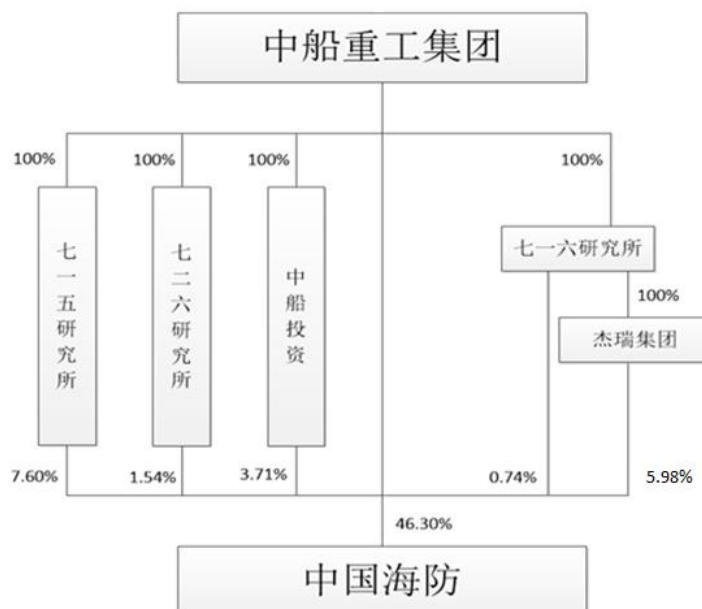 中船重工集团
100%
100%
100%
100%
七一五研究所
七二六研究所
中船投资
七一六研究所
100%
杰瑞集团
7.60%
1.54%
3.71%
0.74%
5.98%
46.30%
中国海防